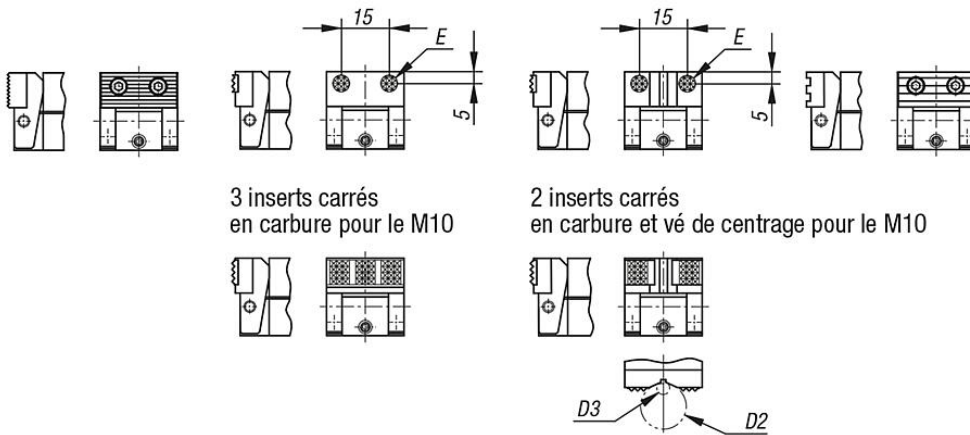 15
E
5
15
E
5
3 inserts carrés
en carbure pour le M10
2 inserts carrés
en carbure et vé de centrage pour le M10
D3
D2